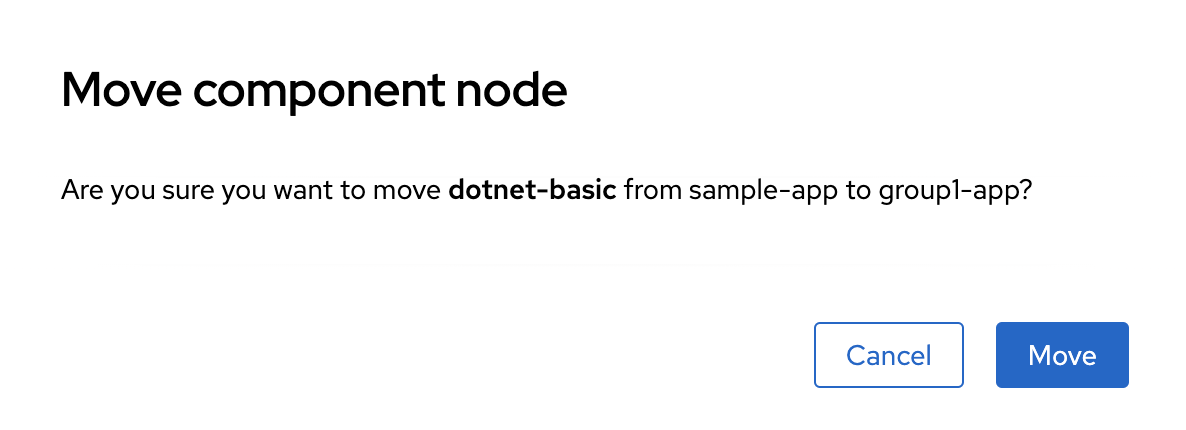 Move component node
Are you sure you want to move dotnet-basic from sample-app to group1-app?
Cancel
Move